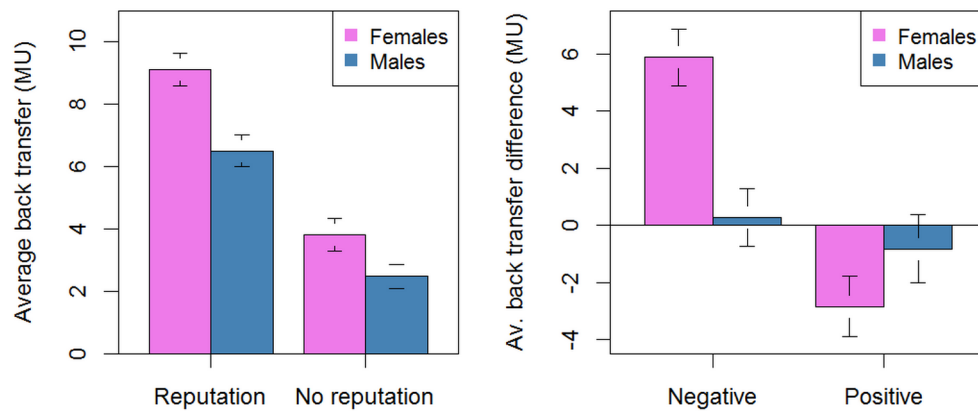 Average back transfer (MU)
10
8
6
4
2
0
Females
Males
Reputation
No reputation
Av. back transfer difference (MU)
6
4
2
0
-2
-4
Females
Males
Negative
Positive